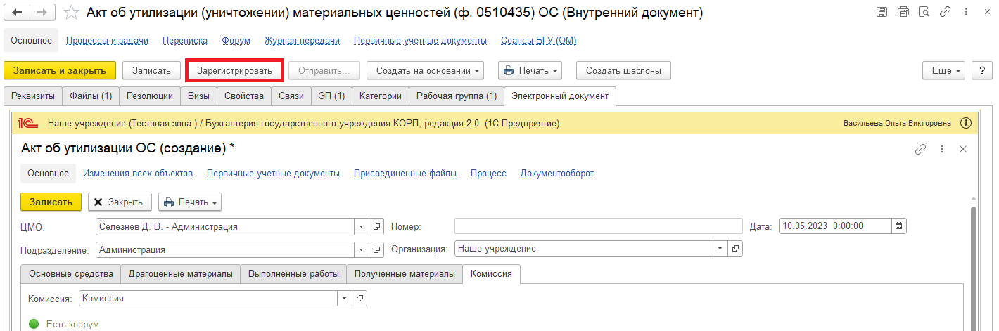 Акт об утилизации (уничтожении) материальных ценностей (ф. 0510435) ОС (Внутренний документ)
Основное Процессы и задачи Переписка Форум Журнал передачи Первичные учетные документы Сеансы БГУ (ОМ)
Записать и закрыть Записать Зарегистрировать Отправить... Создать на основании Печать Создать шаблоны Еще ?
Реквизиты Файлы (1) Резолюции Визы Свойства Связи ЭП (1) Категории Рабочая группа (1) Электронный документ
1С Наше учреждение (Тестовая зона ) / Бухгалтерия государственного учреждения КОРП, редакция 2.0 (1С:Предприятие) Васильева Ольга Викторовна
Акт об утилизации ОС (создание) *
Основное Изменения всех объектов Первичные учетные документы Присоединенные файлы Процесс Документооборот
Записать Закрыть Печать
ЦМО: Селезнев Д. В. - Администрация Номер: Дата: 10.05.2023 0:00:00
Подразделение: Администрация Организация: Наше учреждение
Основные средства Драгоценные материалы Выполненные работы Полученные материалы Комиссия
Комиссия: Комиссия
Есть кворум